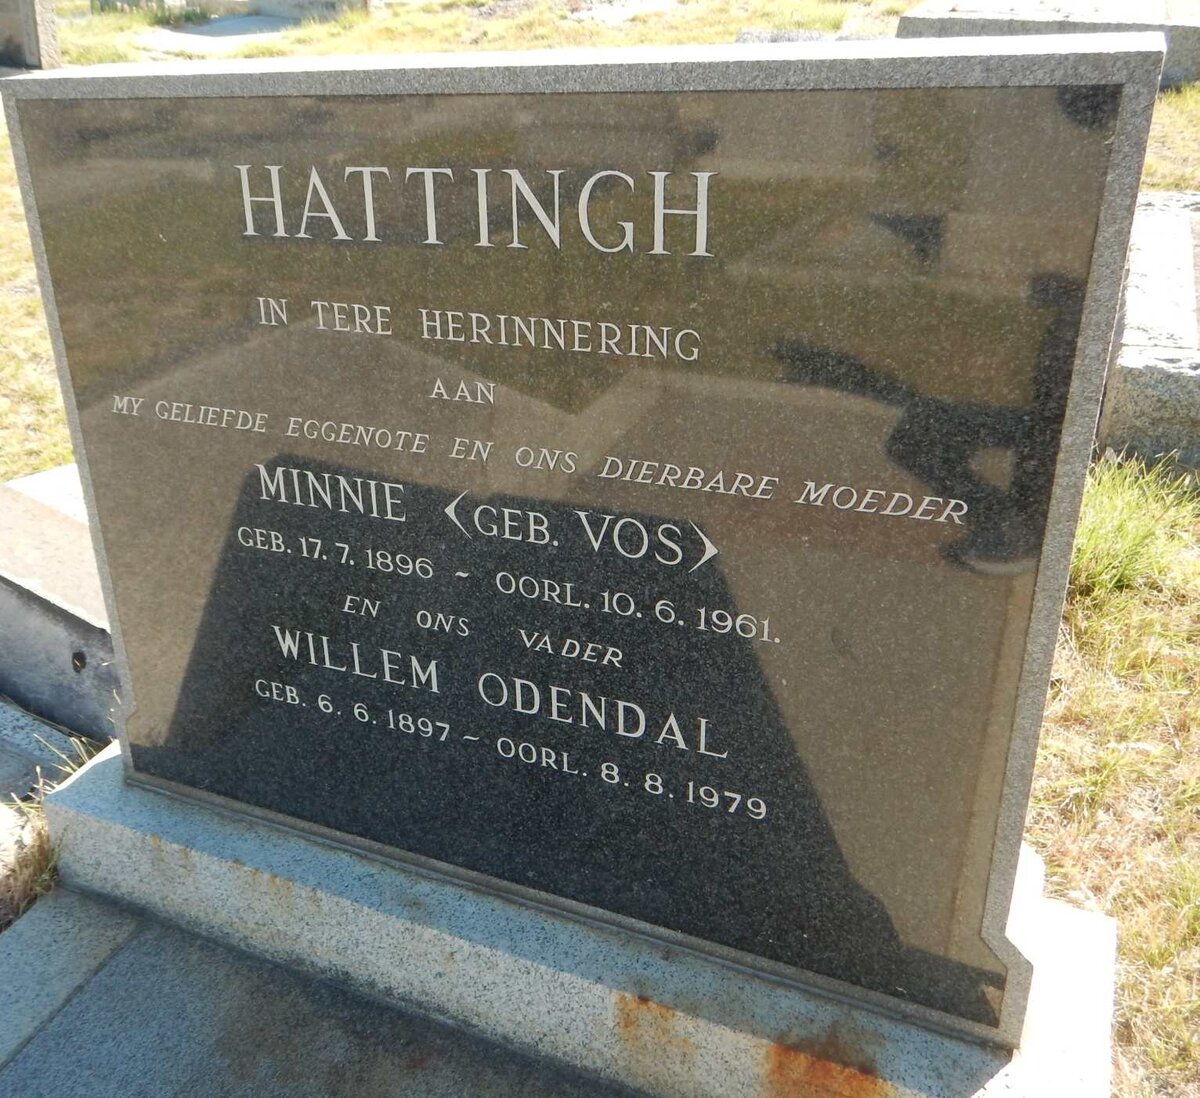 HATTINGH
IN TERE HERINNERING
AAN
MY GELIEFDE EGGENOTE EN ONS DIERBARE MOEDER
MINNIE (GEB. VOS)
GEB. 17. 7. 1896 ~ OORL. 10. 6. 1961.
EN ONS VADER
WILLEM ODENDAL
GEB. 6. 6. 1897 ~ OORL. 8. 8. 1979